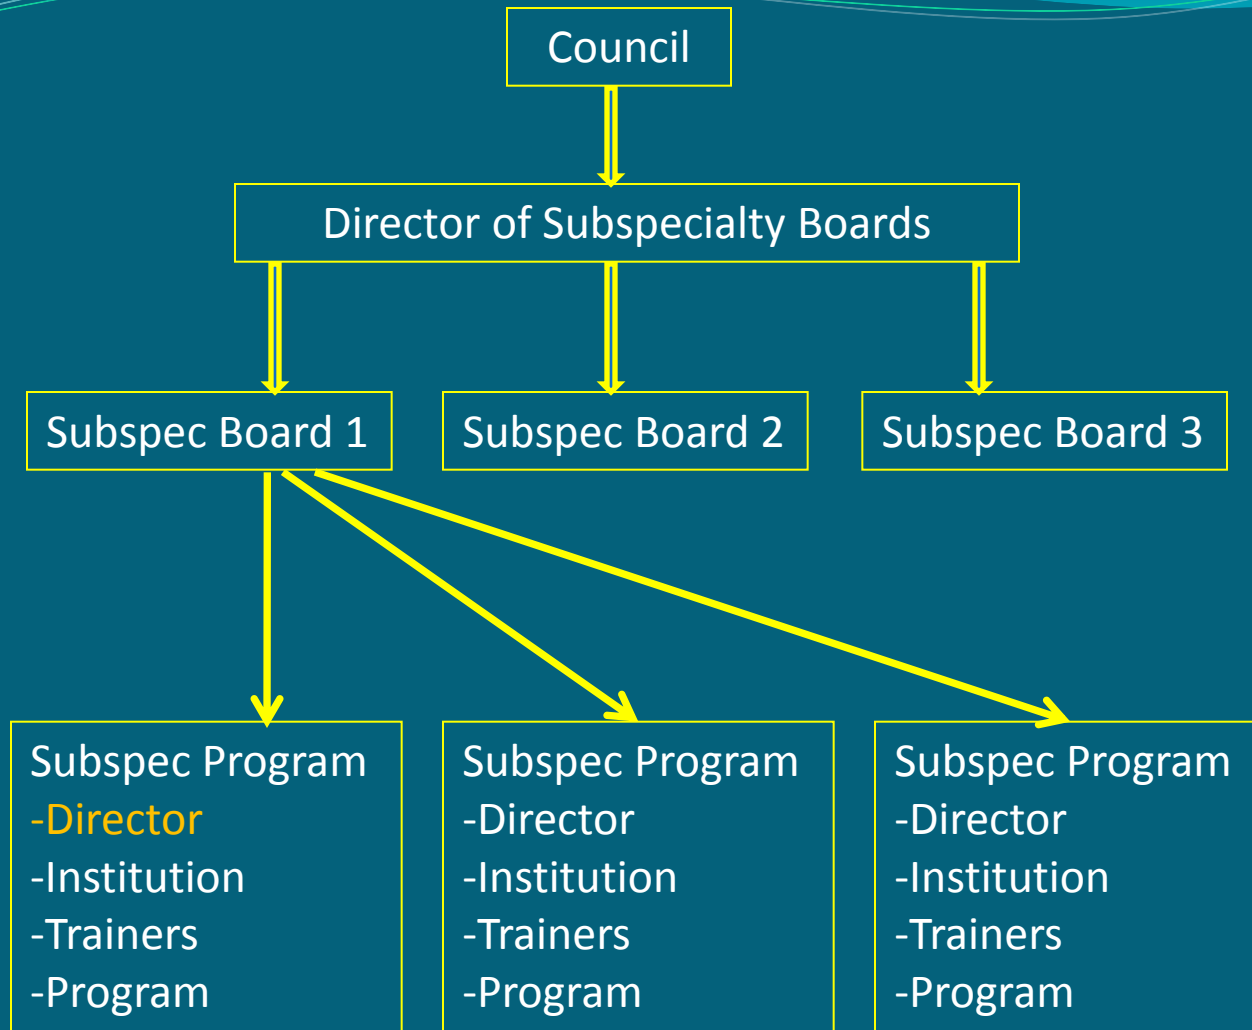 Council
Director of Subspecialty Boards
Subspec Board 1
Subspec Board 2
Subspec Board 3
Subspec Program
-Director
-Institution
-Trainers
-Program
Subspec Program
-Director
-Institution
-Trainers
-Program
Subspec Program
-Director
-Institution
-Trainers
-Program